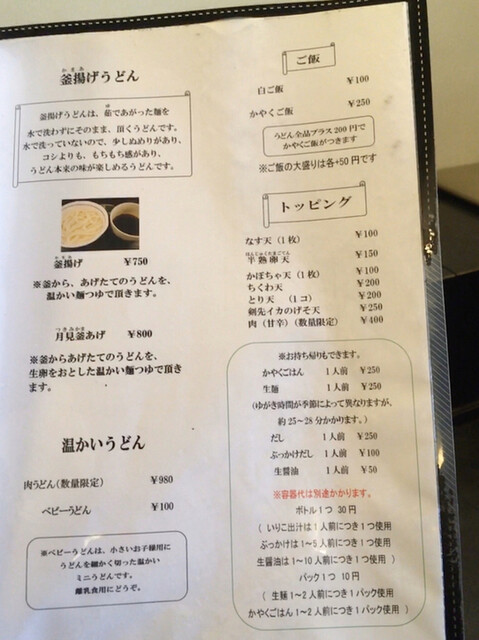 かまあ
釜揚げうどん
釜揚げうどんは、茹であがった麺を
水で洗わずにそのまま、頂くうどんです。
水で洗っていないので、少しぬめりがあり、
コシよりも、もちもち感があり、
うどん本来の味が楽しめるうどんです。
釜揚げ ¥750
※釜から、あげたてのうどんを、
温かい麺つゆで頂きます。
月見釜あげ ¥800
※釜からあげたてのうどんを、
生卵をおとした温かい麺つゆで頂き
ます。
温かいうどん
肉うどん(数量限定) ¥980
ベビーうどん ¥100
※ベビーうどんは、小さいお子様用に
うどんを細かく切った温かい
ミニうどんです。
離乳食用にどうぞ。
ご飯
白ご飯 ¥100
かやくご飯 ¥250
うどん全品プラス200円で
かやくご飯がつきます
※ご飯の大盛りは各+50円です
トッピング
なす天(1枚) ¥100
はんじゅくたまごてん
半熟卵天 ¥150
かぼちゃ天(1枚) ¥100
ちくわ天 ¥200
とり天 (1コ) ¥200
剣先イカのげそ天 ¥250
肉(甘辛)(数量限定) ¥400
※お持ち帰りもできます。
かやくごはん 1人前 ¥250
生麺 1人前 ¥250
(ゆがき時間が季節によって異なりますが、
約25~28分かかります。)
だし 1人前 ¥250
ぶっかけだし 1人前 ¥100
生醤油 1人前 ¥50
※容器代は別途かかります。
ボトル1つ 30円
(いりこ出汁は1人前につき1つ使用
ぶっかけは1~5人前につき1つ使用
生醤油は1~10人前につき1つ使用)
パック1つ 10円
(生麺1~2人前につき1パック使用
かやくごはん1~2人前につき1パック使用)